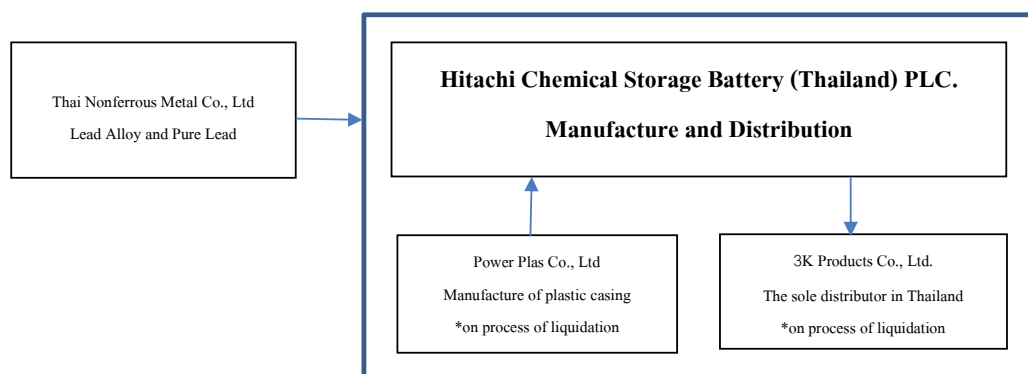 Thai Nonferrous Metal Co., Ltd
Lead Alloy and Pure Lead
Hitachi Chemical Storage Battery (Thailand) PLC.
Manufacture and Distribution
Power Plas Co., Ltd
Manufacture of plastic casing
*on process of liquidation
3K Products Co., Ltd.
The sole distributor in Thailand
*on process of liquidation